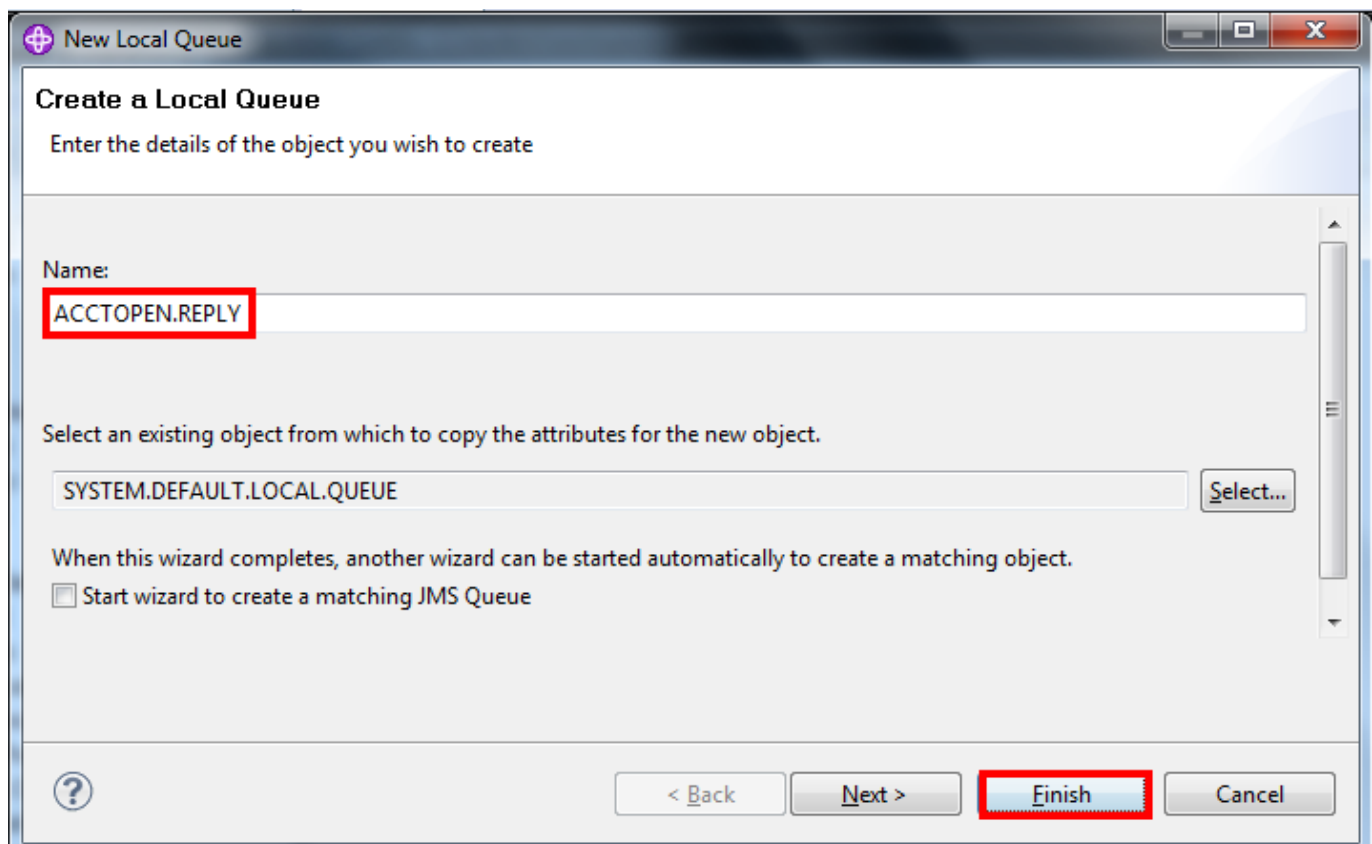 New Local Queue
Create a Local Queue
Enter the details of the object you wish to create
Name:
ACCTOPEN.REPLY
Select an existing object from which to copy the attributes for the new object.
SYSTEM.DEFAULT.LOCAL.QUEUE
Select...
When this wizard completes, another wizard can be started automatically to create a matching object.
Start wizard to create a matching JMS Queue
?
< Back
Next >
Finish
Cancel